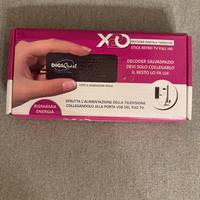 XO
DECODER DIGITALE TERRESTRE
STICK RETRO TV FULL HD
DIGIQuest
DECODER SALVASPAZIO
DEVI SOLO COLLEGARLO
IL RESTO LO FA LUI
RISPARMIA
ENERGIA
SFRUTTA L'ALIMENTAZIONE DELLA TELEVISIONE
COLLEGANDOLO ALLA PORTA USB DEL TUO TV